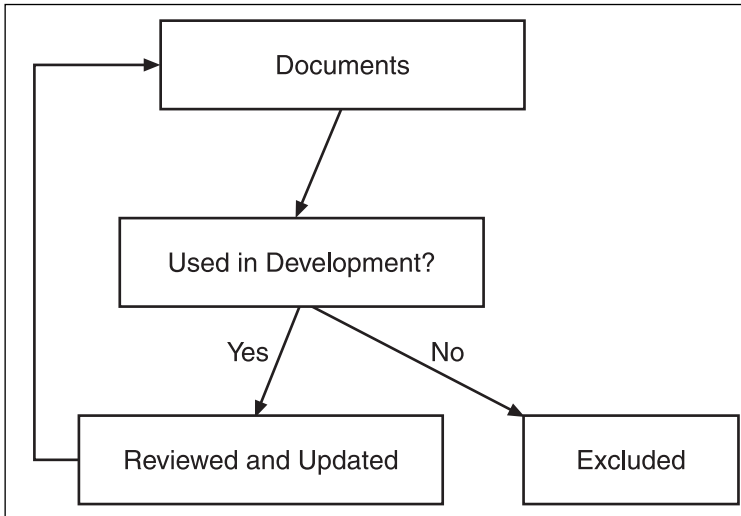 Documents
Used in Development?
Yes
No
Reviewed and Updated
Excluded